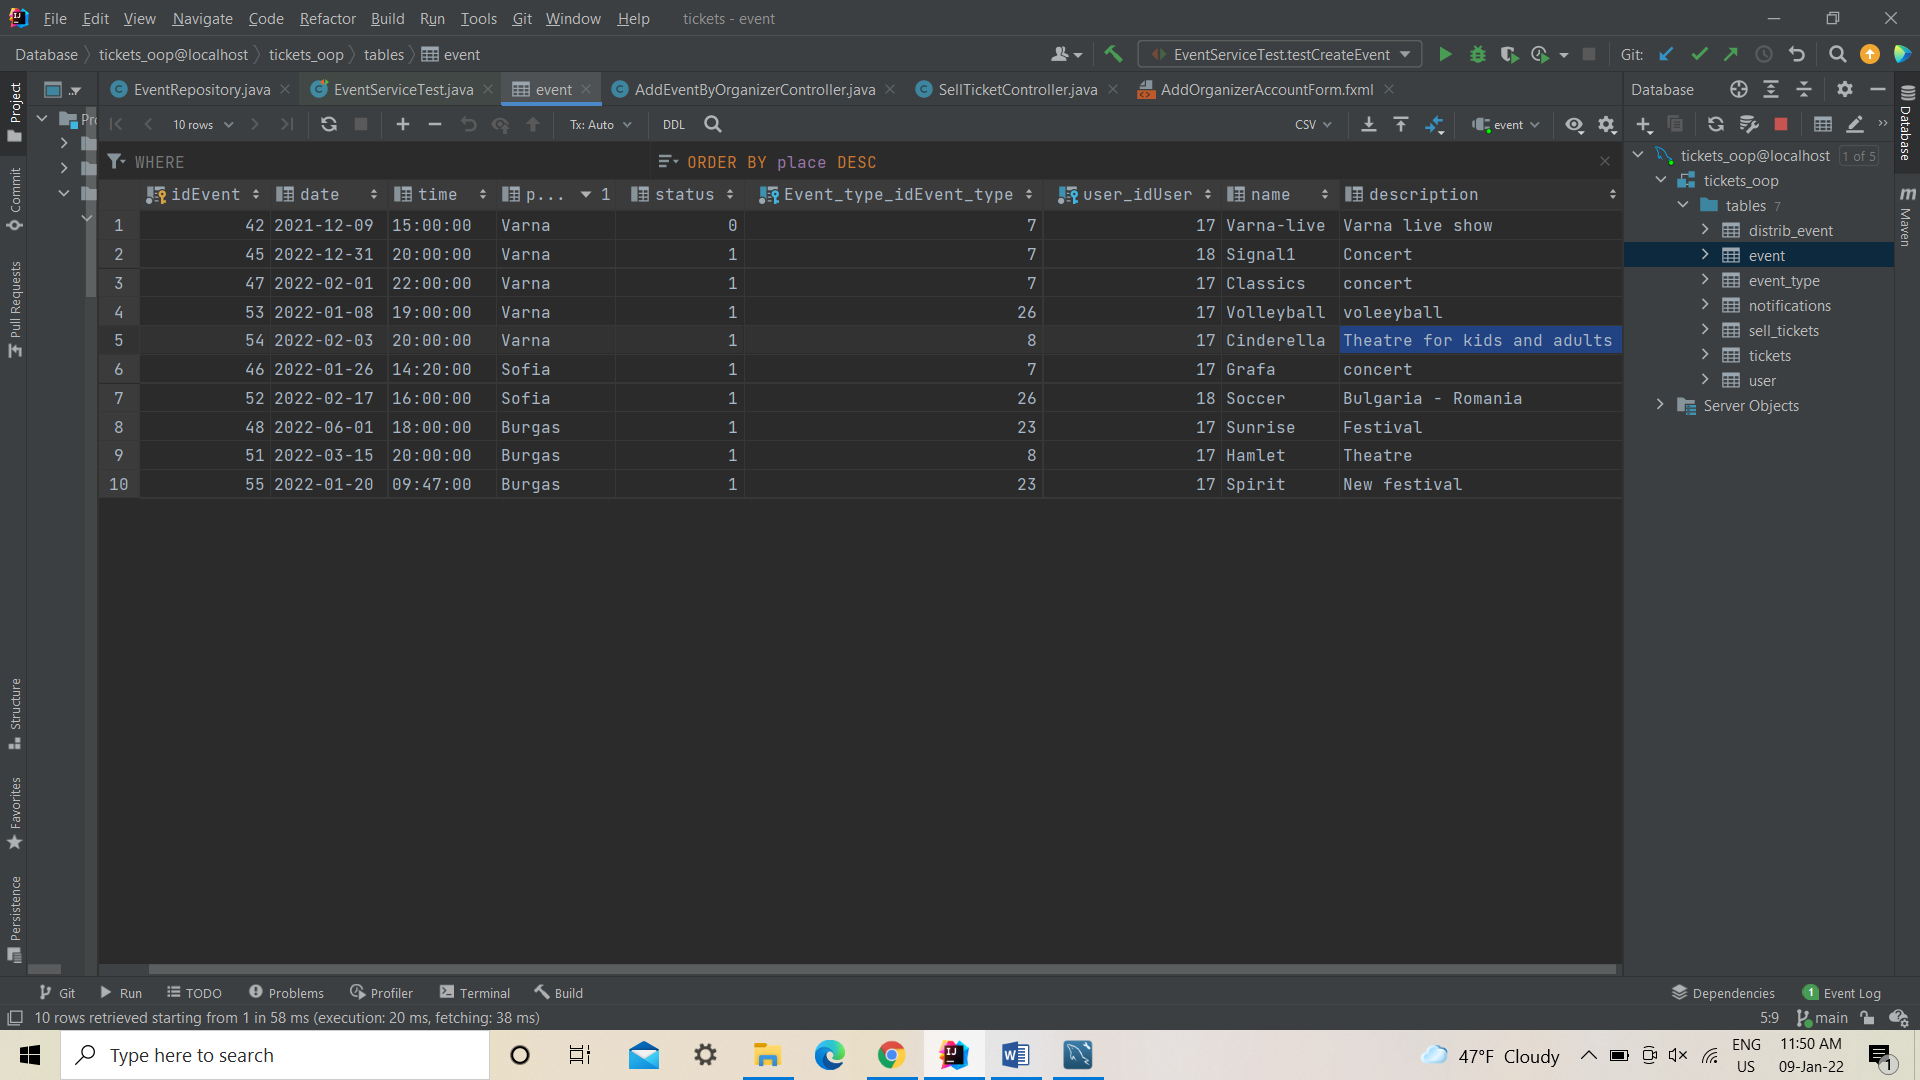 File Edit View Navigate Code Refactor Build Run Tools Git Window Help tickets - event
Database tickets_oop@localhost tickets_oop tables event EventServiceTest.testCreateEvent Git:
EventRepository.java EventServiceTest.java event AddEventByOrganizerController.java SellTicketController.java AddOrganizerAccountForm.fxml Database
10 rows Tx: Auto DDL CSV event
WHERE ORDER BY place DESC
idEvent date time p... 1 status Event_type_idEvent_type user_idUser name description
1 42 2021-12-09 15:00:00 Varna 0 7 17 Varna-live Varna live show
2 45 2022-12-31 20:00:00 Varna 1 7 18 Signal1 Concert
3 47 2022-02-01 22:00:00 Varna 1 7 17 Classics concert
4 53 2022-01-08 19:00:00 Varna 1 26 17 Volleyball voleeyball
5 54 2022-02-03 20:00:00 Varna 1 8 17 Cinderella Theatre for kids and adults
6 46 2022-01-26 14:20:00 Sofia 1 7 17 Grafa concert
7 52 2022-02-17 16:00:00 Sofia 1 26 18 Soccer Bulgaria - Romania
8 48 2022-06-01 18:00:00 Burgas 1 23 17 Sunrise Festival
9 51 2022-03-15 20:00:00 Burgas 1 8 17 Hamlet Theatre
10 55 2022-01-20 09:47:00 Burgas 1 23 17 Spirit New festival
tickets_oop@localhost 1 of 5
tickets_oop
tables 7
distrib_event
event
event_type
notifications
sell_tickets
tickets
user
Server Objects
Project
Commit
Pull Requests
Structure
Favorites
Persistence
Pro
Database
m
Maven
Git Run TODO Problems Profiler Terminal Build Dependencies 1 Event Log
10 rows retrieved starting from 1 in 58 ms (execution: 20 ms, fetching: 38 ms) 5:9 main
Type here to search 47°F Cloudy ENG 11:50 AM
US 09-Jan-22 1